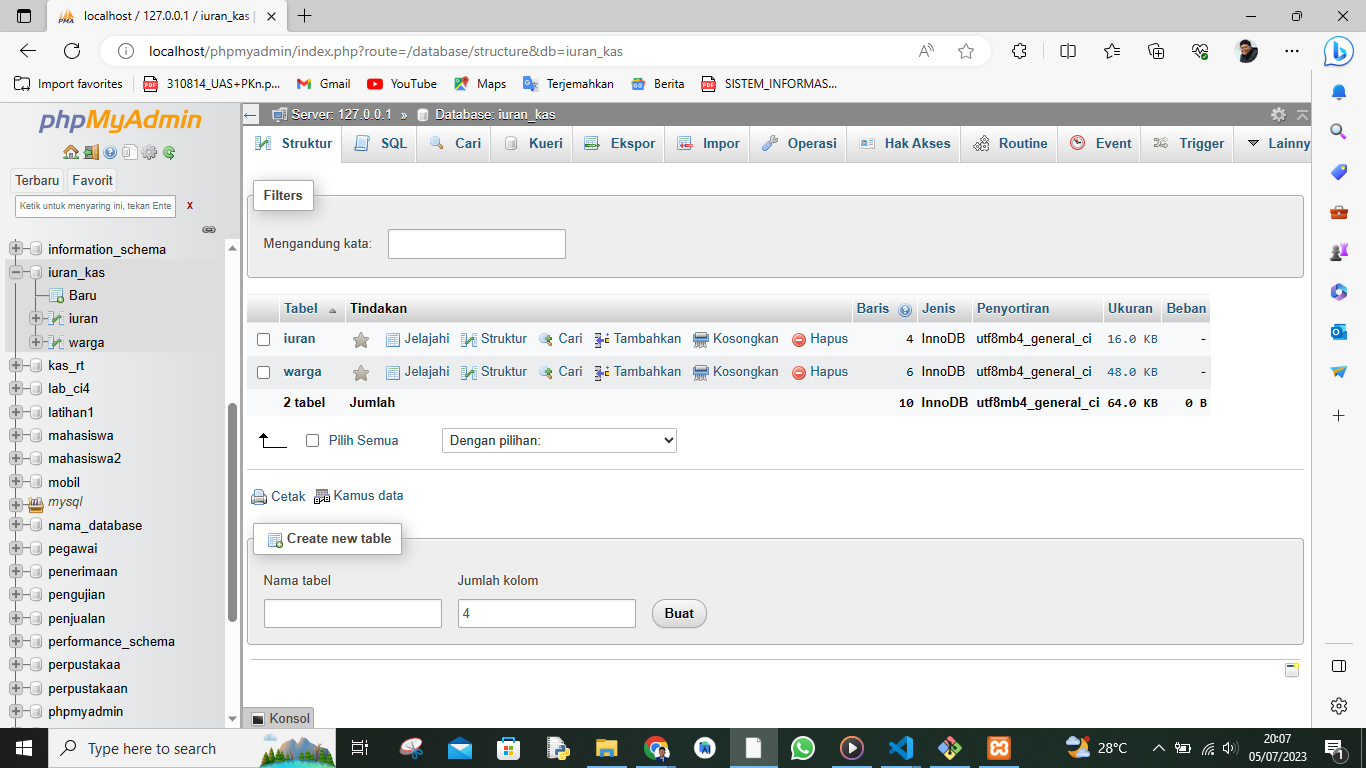 localhost / 127.0.0.1 / iuran_kas |
localhost/phpmyadmin/index.php?route=/database/structure&db=iuran_kas
Import favorites 310814_UAS+PKn.p... Gmail YouTube Maps Terjemahkan Berita SISTEM_INFORMAS...
phpMyAdmin
Terbaru Favorit
Ketik untuk menyaring ini, tekan Ente X
information_schema
iuran_kas
Baru
iuran
warga
kas_rt
lab_ci4
latihan1
mahasiswa
mahasiswa2
mobil
mysql
nama_database
pegawai
penerimaan
pengujian
penjualan
performance_schema
perpustakaa
perpustakaan
phpmyadmin
Server: 127.0.0.1 » Database: iuran_kas
Struktur SQL Cari Kueri Ekspor Impor Operasi Hak Akses Routine Event Trigger Lainny
Filters
Mengandung kata:
Tabel Tindakan Baris Jenis Penyortiran Ukuran Beban
iuran Jelajahi Struktur Cari Tambahkan Kosongkan Hapus 4 InnoDB utf8mb4_general_ci 16.0 KB -
warga Jelajahi Struktur Cari Tambahkan Kosongkan Hapus 6 InnoDB utf8mb4_general_ci 48.0 KB -
2 tabel Jumlah 10 InnoDB utf8mb4_general_ci 64.0 KB 0 B
Pilih Semua Dengan pilihan:
Cetak Kamus data
Create new table
Nama tabel Jumlah kolom
4 Buat
Konsol
Type here to search 28°C 20:07
05/07/2023 1